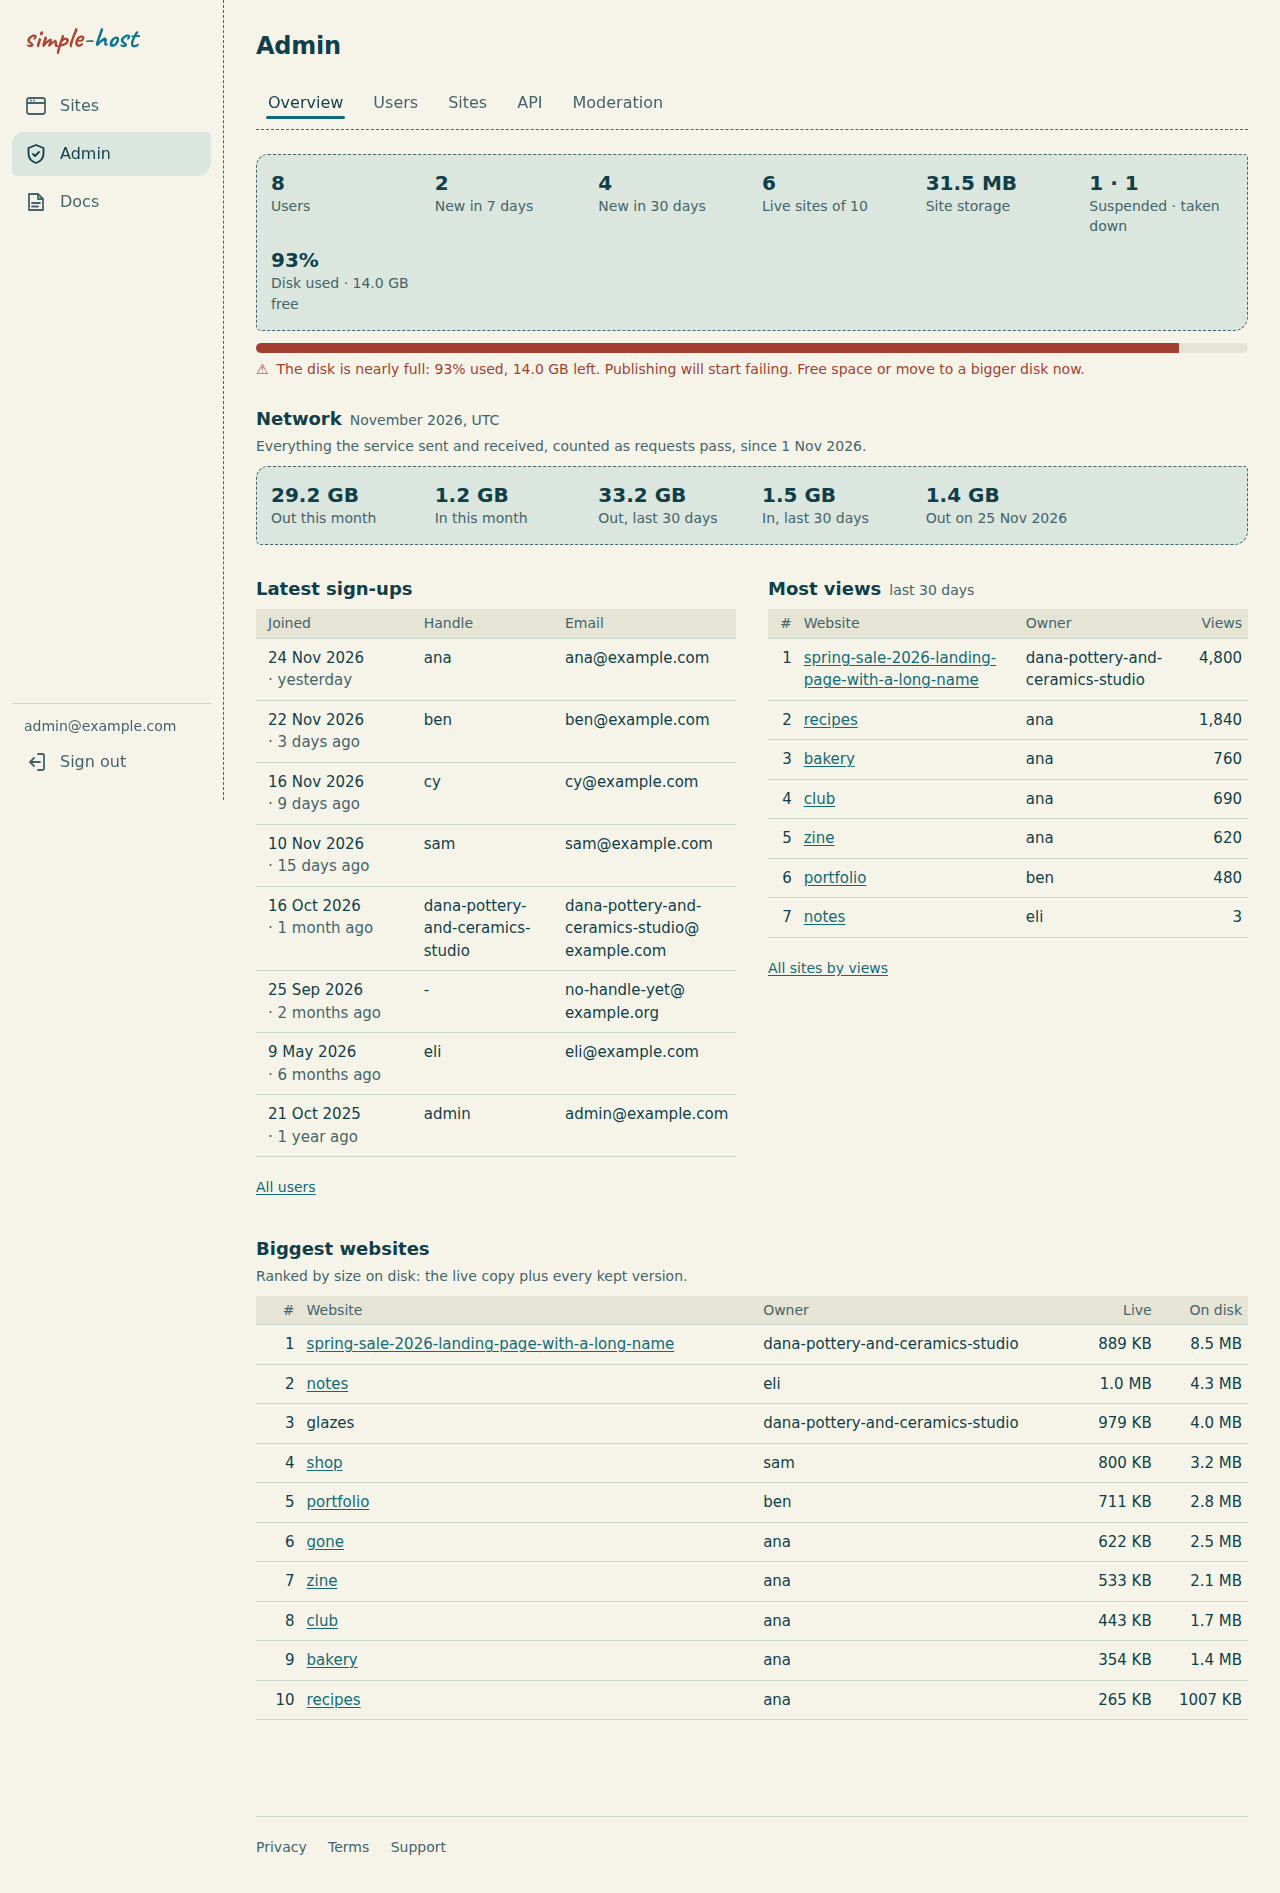 simple-host
Sites
Admin
Docs
admin@example.com
Sign out
Admin
Overview Users Sites API Moderation
8 2 4 6 31.5 MB 1 · 1
Users New in 7 days New in 30 days Live sites of 10 Site storage Suspended · taken
down
93%
Disk used · 14.0 GB
free
⚠ The disk is nearly full: 93% used, 14.0 GB left. Publishing will start failing. Free space or move to a bigger disk now.
Network November 2026, UTC
Everything the service sent and received, counted as requests pass, since 1 Nov 2026.
29.2 GB 1.2 GB 33.2 GB 1.5 GB 1.4 GB
Out this month In this month Out, last 30 days In, last 30 days Out on 25 Nov 2026
Latest sign-ups
Joined Handle Email
24 Nov 2026 ana ana@example.com
· yesterday
22 Nov 2026 ben ben@example.com
· 3 days ago
16 Nov 2026 cy cy@example.com
· 9 days ago
10 Nov 2026 sam sam@example.com
· 15 days ago
16 Oct 2026 dana-pottery- dana-pottery-and-
· 1 month ago and-ceramics- ceramics-studio@
studio example.com
25 Sep 2026 - no-handle-yet@
· 2 months ago example.org
9 May 2026 eli eli@example.com
· 6 months ago
21 Oct 2025 admin admin@example.com
· 1 year ago
All users
Most views last 30 days
# Website Owner Views
1 spring-sale-2026-landing- dana-pottery-and- 4,800
page-with-a-long-name ceramics-studio
2 recipes ana 1,840
3 bakery ana 760
4 club ana 690
5 zine ana 620
6 portfolio ben 480
7 notes eli 3
All sites by views
Biggest websites
Ranked by size on disk: the live copy plus every kept version.
# Website Owner Live On disk
1 spring-sale-2026-landing-page-with-a-long-name dana-pottery-and-ceramics-studio 889 KB 8.5 MB
2 notes eli 1.0 MB 4.3 MB
3 glazes dana-pottery-and-ceramics-studio 979 KB 4.0 MB
4 shop sam 800 KB 3.2 MB
5 portfolio ben 711 KB 2.8 MB
6 gone ana 622 KB 2.5 MB
7 zine ana 533 KB 2.1 MB
8 club ana 443 KB 1.7 MB
9 bakery ana 354 KB 1.4 MB
10 recipes ana 265 KB 1007 KB
Privacy Terms Support